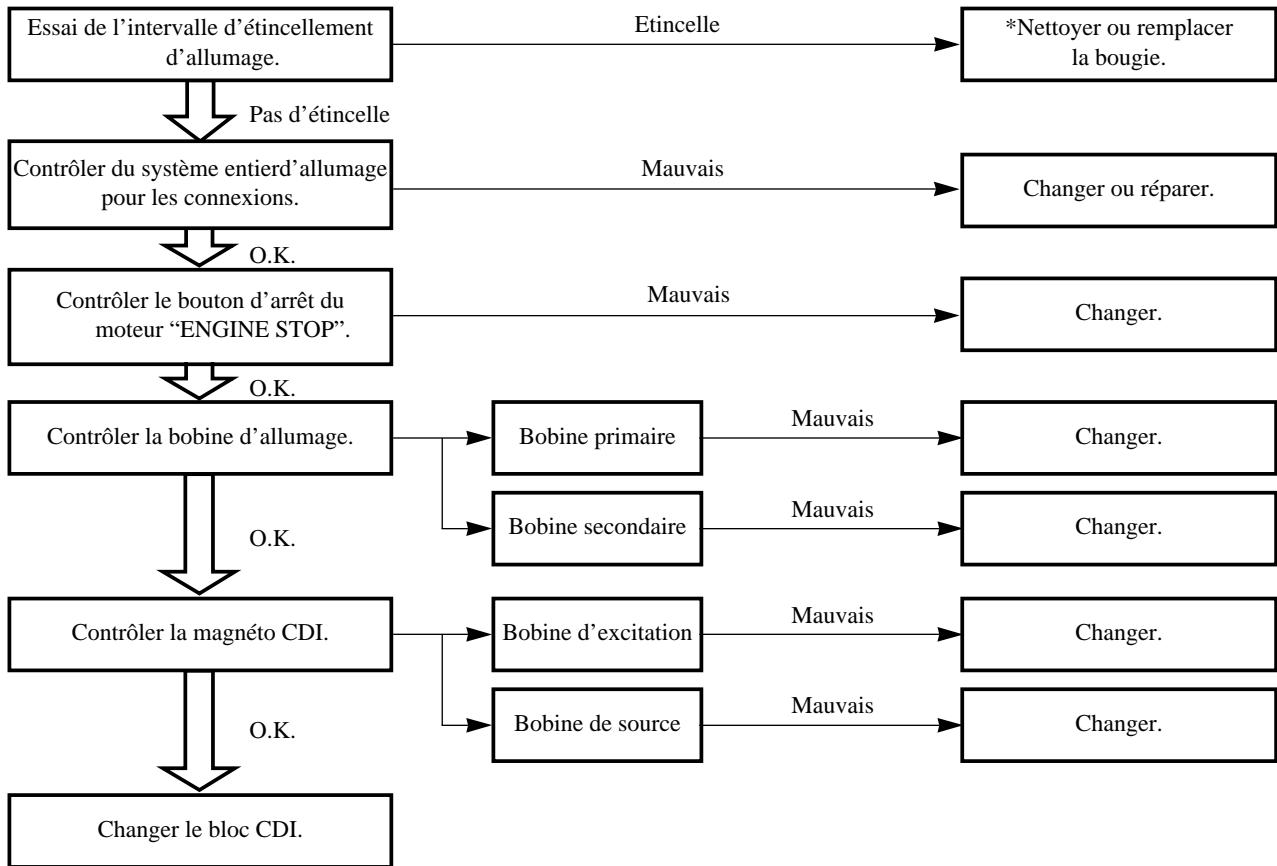 Essai de l’intervalle d’étincellement
d’allumage.
Etincelle
*Nettoyer ou remplacer
la bougie.
Pas d’étincelle
Contrôler du système entierd’allumage
pour les connexions.
Mauvais
Changer ou réparer.
O.K.
Contrôler le bouton d’arrêt du
moteur “ENGINE STOP”.
Mauvais
Changer.
O.K.
Contrôler la bobine d’allumage.
Bobine primaire
Mauvais
Changer.
Bobine secondaire
Mauvais
Changer.
O.K.
Contrôler la magnéto CDI.
Bobine d’excitation
Mauvais
Changer.
Bobine de source
Mauvais
Changer.
O.K.
Changer le bloc CDI.